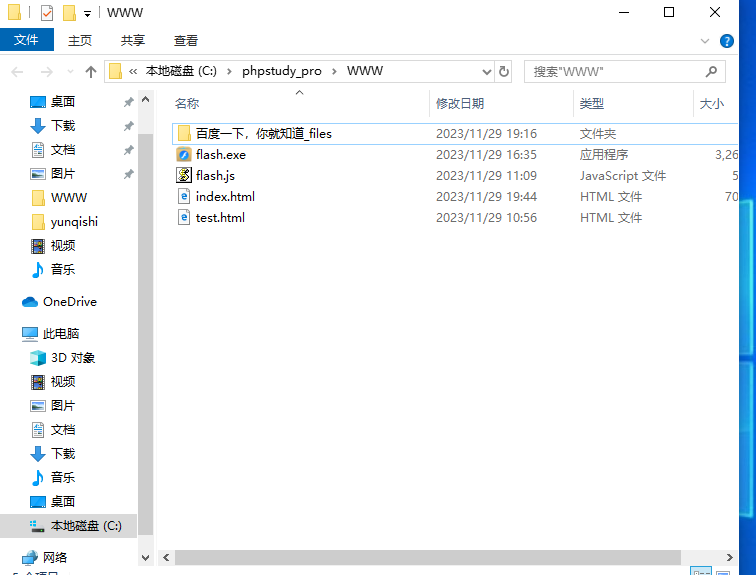 WWW
文件 主页 共享 查看
« 本地磁盘 (C:) › phpstudy_pro › WWW
搜索"WWW"
名称 修改日期 类型 大小
桌面
下载
文档
图片
WWW
yunqishi
视频
音乐
OneDrive
此电脑
3D 对象
视频
图片
文档
下载
音乐
桌面
本地磁盘 (C:)
网络
百度一下，你就知道_files 2023/11/29 19:16 文件夹
flash.exe 2023/11/29 16:35 应用程序 3,26
flash.js 2023/11/29 11:09 JavaScript 文件 5
index.html 2023/11/29 19:44 HTML 文件 70
test.html 2023/11/29 10:56 HTML 文件